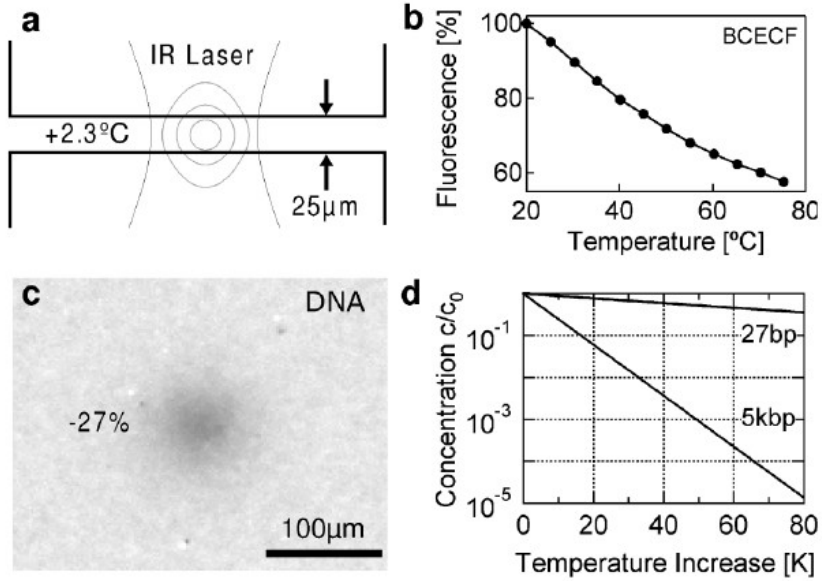 a
IR Laser
+2.3ºC
25µm
b
BCECF
Fluorescence [%]
100
80
60
20
40
60
80
Temperature [ºC]
c
DNA
-27%
100µm
d
Concentration c/c₀
10⁻¹
10⁻³
10⁻⁵
27bp
5kbp
0
20
40
60
80
Temperature Increase [K]